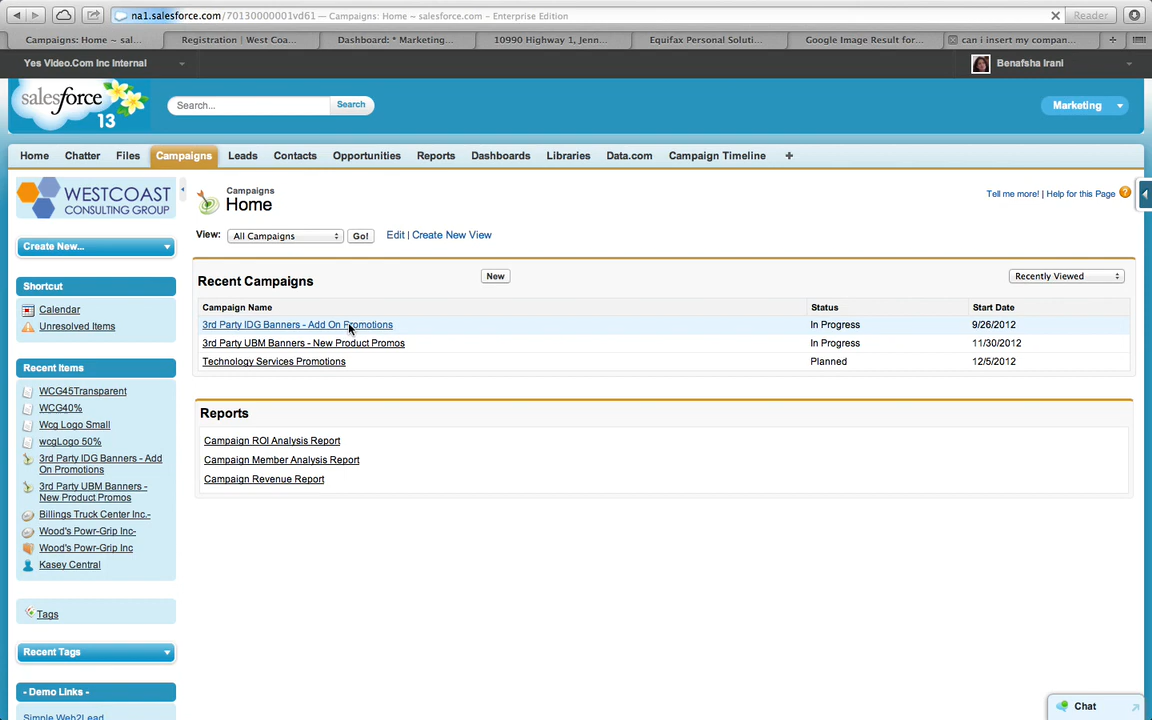 na1.salesforce.com/70130000001vd61 — Campaigns: Home ~ salesforce.com – Enterprise Edition
Reader
Campaigns: Home ~ sal...
Registration | West Coa...
Dashboard: * Marketing...
10990 Highway 1, Jenn...
Equifax Personal Soluti...
Google Image Result for...
can i insert my compan...
Yes Video.Com Inc Internal
Benafsha Irani
salesforce
13
Search...
Search
Marketing
Home
Chatter
Files
Campaigns
Leads
Contacts
Opportunities
Reports
Dashboards
Libraries
Data.com
Campaign Timeline
+
WESTCOAST
CONSULTING GROUP
Campaigns
Home
Tell me more! | Help for this Page ?
View: All Campaigns Go! Edit | Create New View
Create New...
Shortcut
Calendar
Unresolved Items
Recent Items
WCG45Transparent
WCG40%
Wcg Logo Small
wcgLogo 50%
3rd Party IDG Banners - Add
On Promotions
3rd Party UBM Banners -
New Product Promos
Billings Truck Center Inc.-
Wood's Powr-Grip Inc-
Wood's Powr-Grip Inc
Kasey Central
Tags
Recent Tags
- Demo Links -
Simple Web2Lead
Recent Campaigns
New
Recently Viewed
Campaign Name Status Start Date
3rd Party IDG Banners - Add On Promotions In Progress 9/26/2012
3rd Party UBM Banners - New Product Promos In Progress 11/30/2012
Technology Services Promotions Planned 12/5/2012
Reports
Campaign ROI Analysis Report
Campaign Member Analysis Report
Campaign Revenue Report
Chat